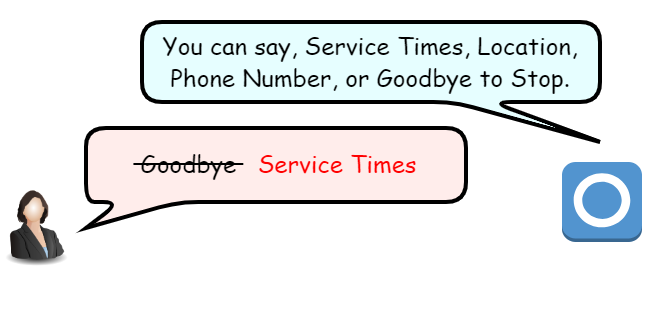 You can say, Service Times, Location,
Phone Number, or Goodbye to Stop.
Goodbye Service Times